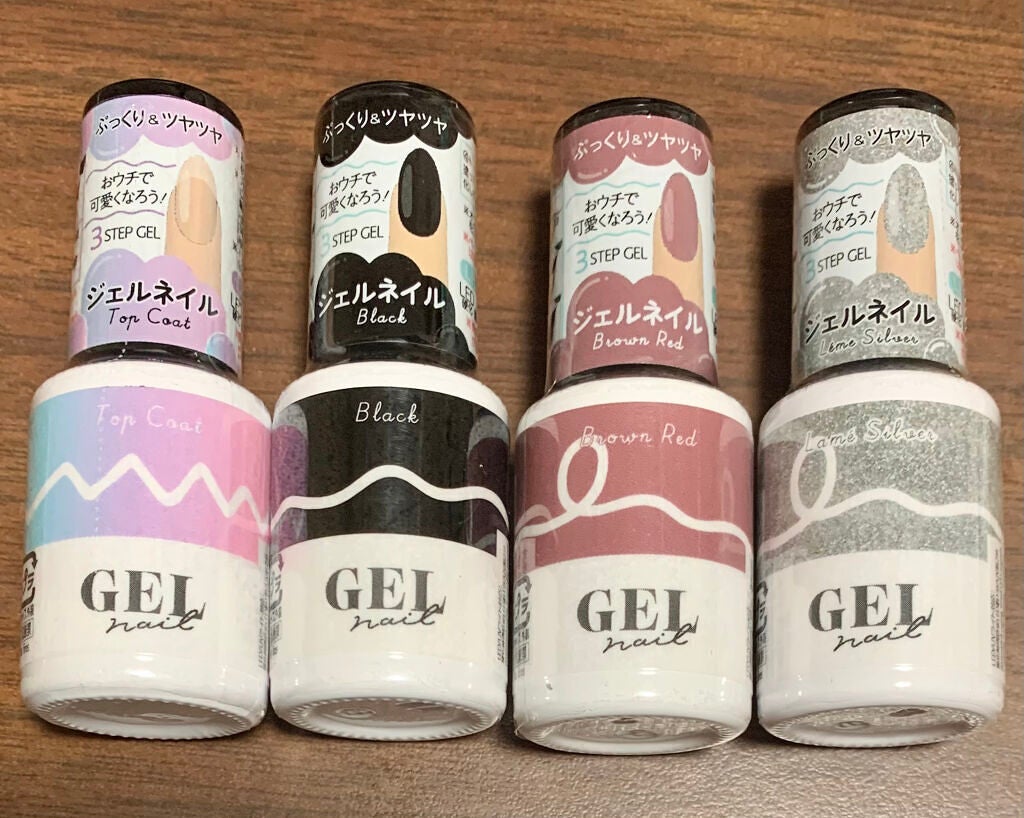 ぷっくり&ツヤツヤ
おウチで
可愛くなろう!
3 STEP GEL
ジェルネイル
Top Coat
Top Coat
GEL
nail
ぷっくり&ツヤツヤ
おウチで
可愛くなろう!
3 STEP GEL
ジェルネイル
Black
Black
GEL
nail
ぷっくり&ツヤツヤ
おウチで
可愛くなろう!
3 STEP GEL
ジェルネイル
Brown Red
Brown Red
GEL
nail
ぷっくり&ツヤツヤ
おウチで
可愛くなろう!
3 STEP GEL
ジェルネイル
Lamé Silver
Lamé Silver
GEL
nail